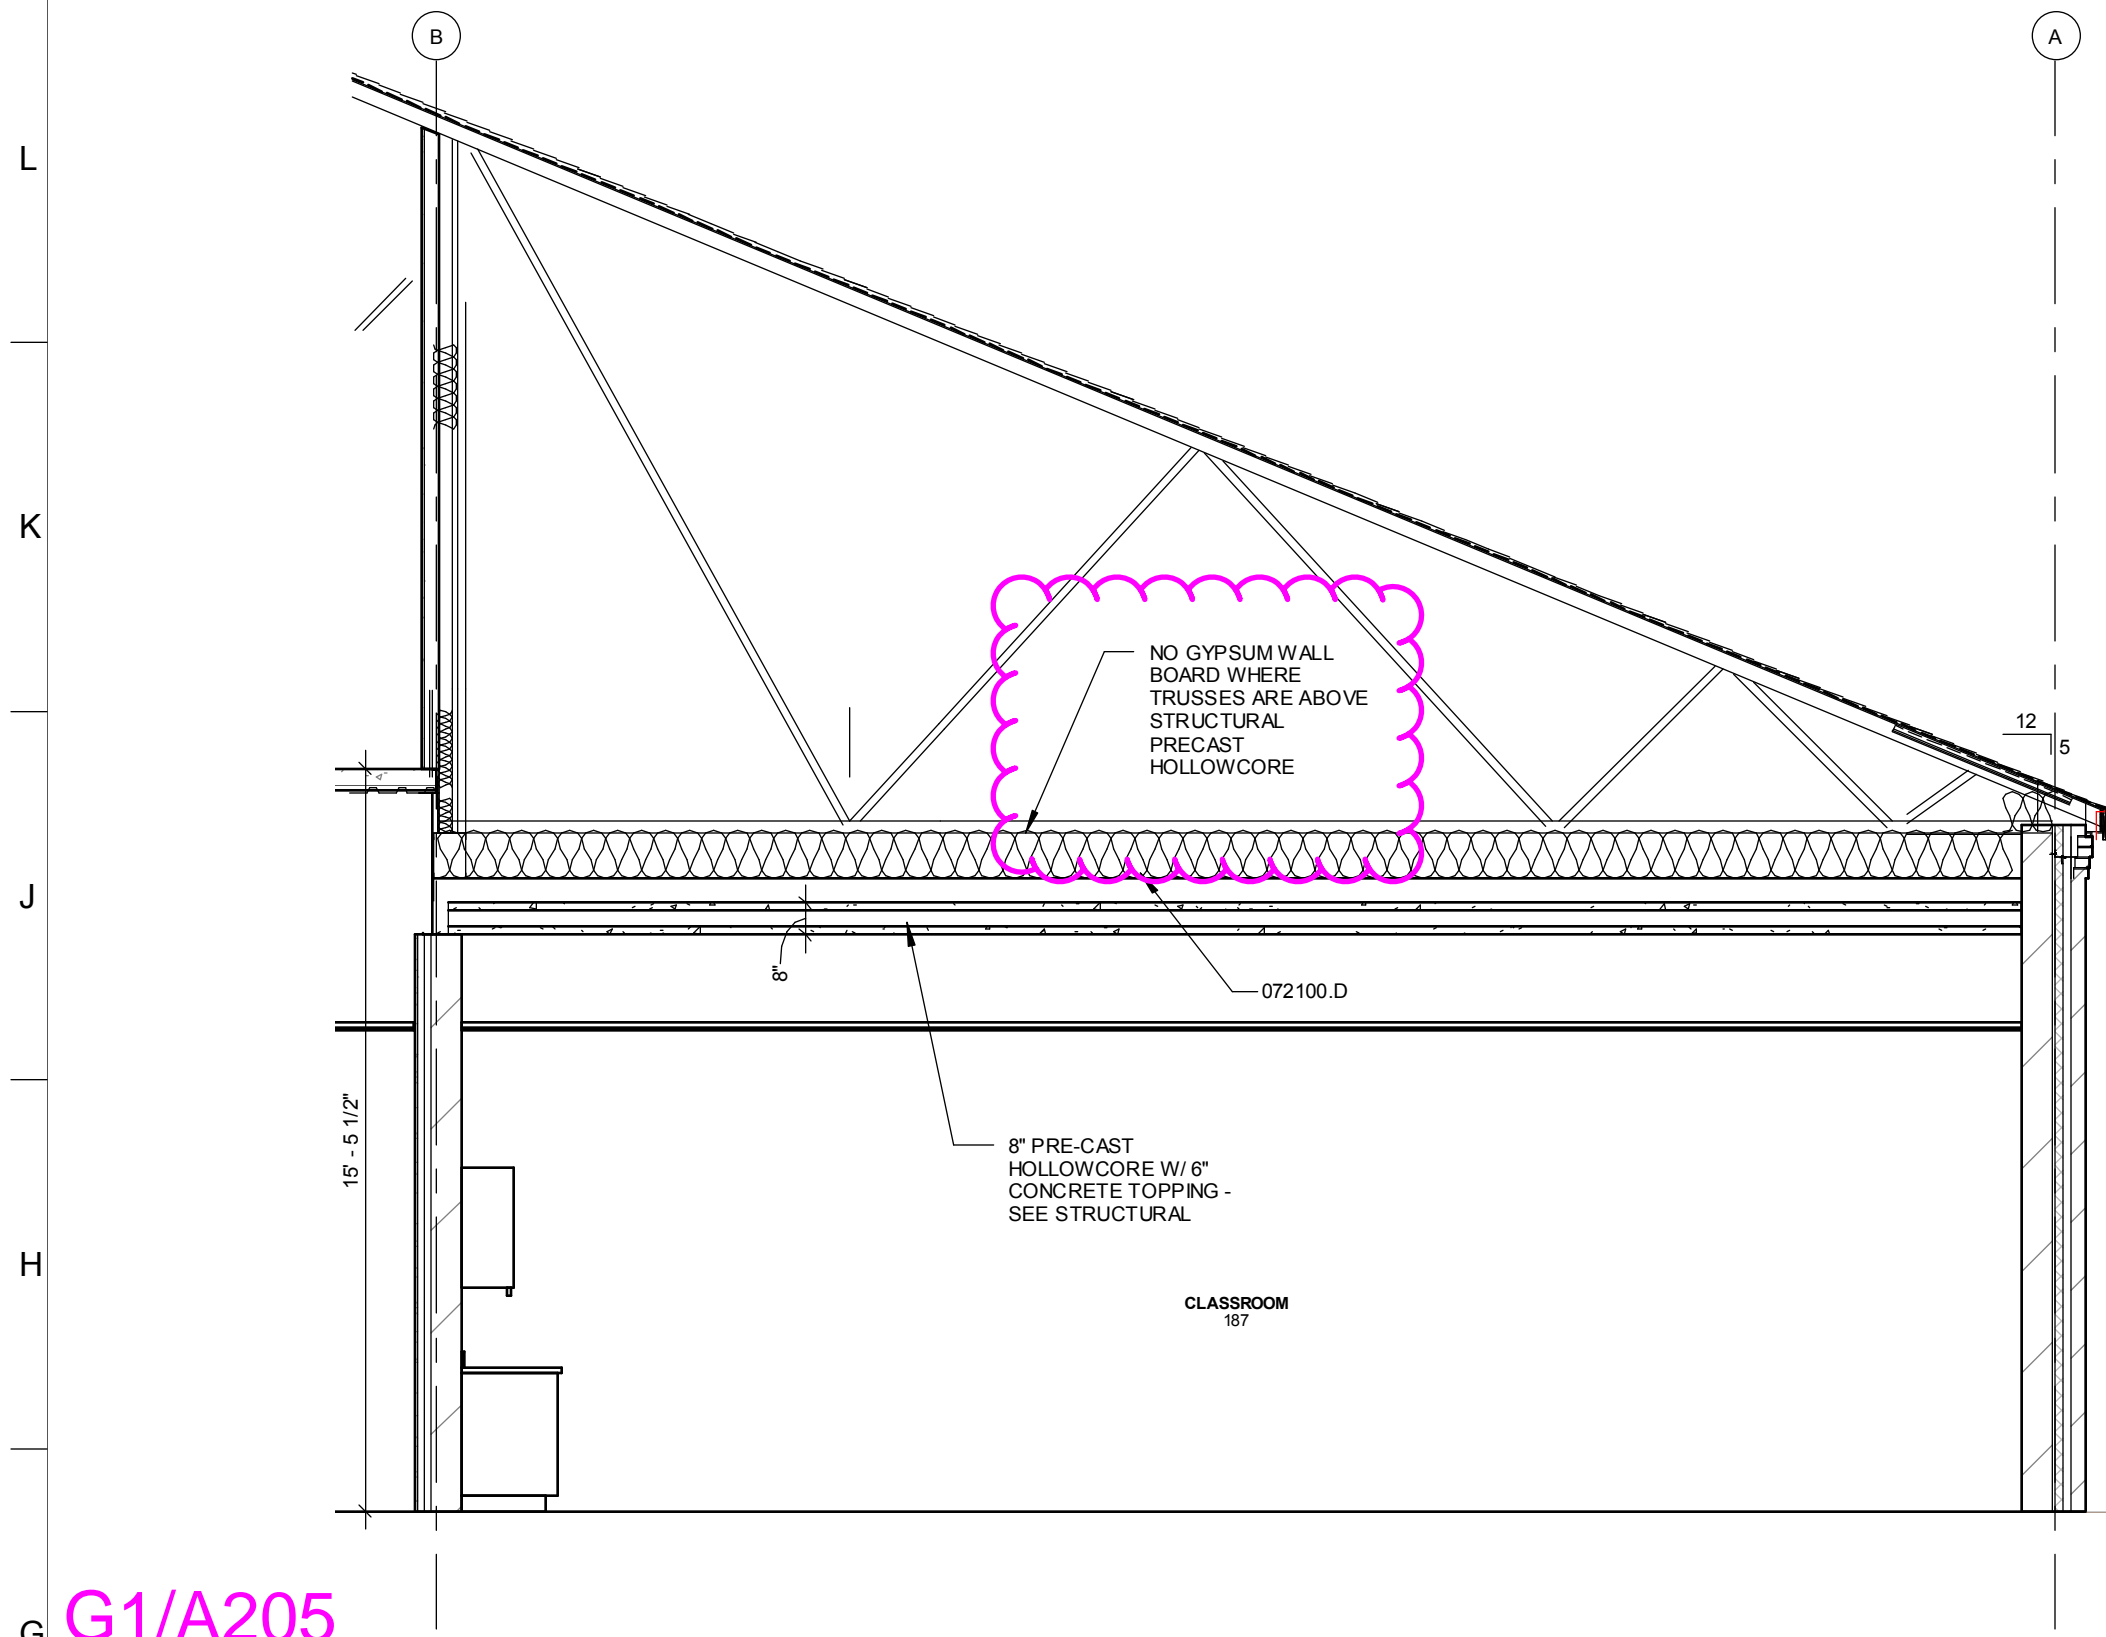 B
A
L
K
NO GYPSUM WALL
BOARD WHERE
TRUSSES ARE ABOVE
STRUCTURAL
PRECAST
HOLLOWCORE
12
5
J
8"
072100.D
15' - 5 1/2"
8" PRE-CAST
HOLLOWCORE W/ 6"
CONCRETE TOPPING -
SEE STRUCTURAL
H
CLASSROOM
187
G
G1/A205